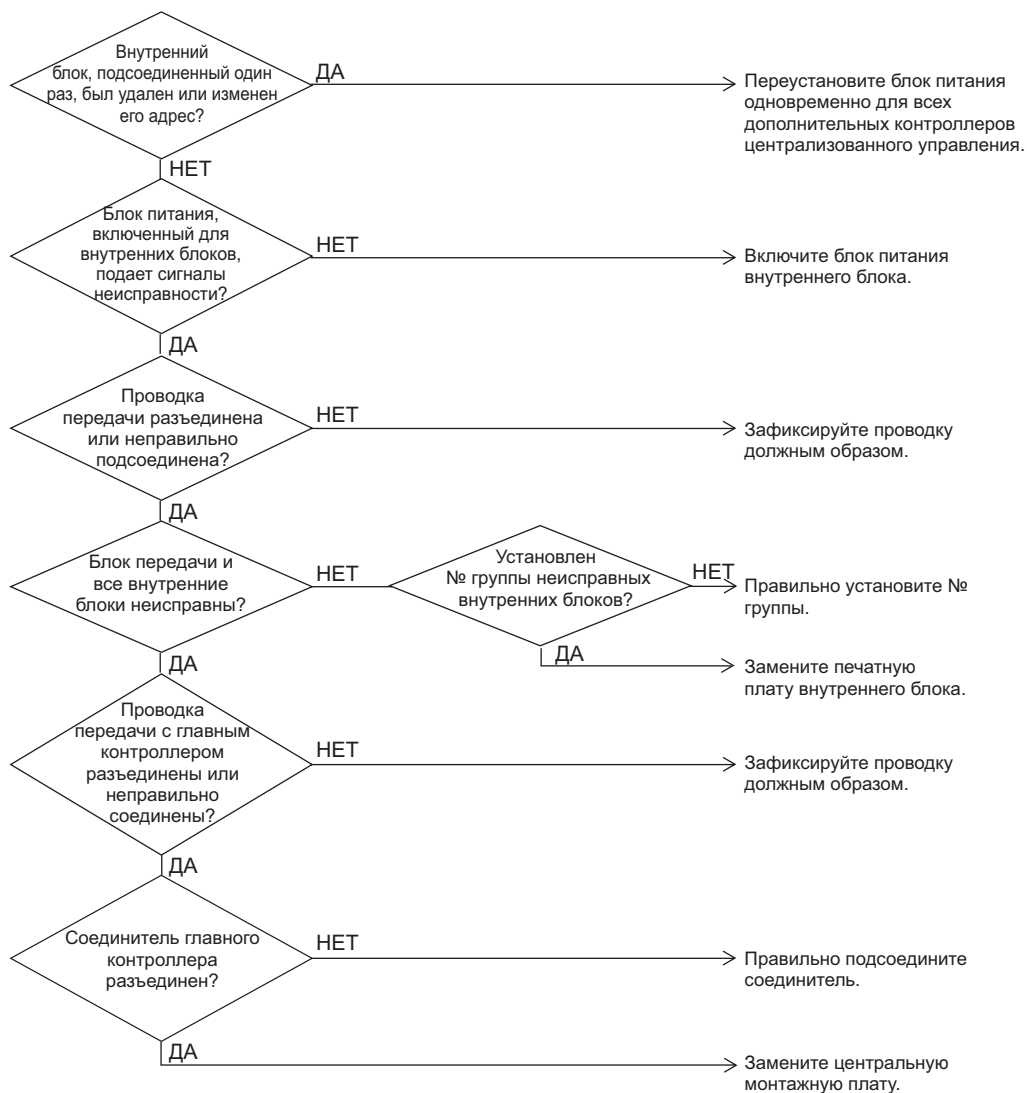 Внутренний
блок, подсоединенный один
раз, был удален или изменен
его адрес?
ДА
Переустановите блок питания
одновременно для всех
дополнительных контроллеров
централизованного управления.
НЕТ
Блок питания,
включенный для
внутренних блоков,
подает сигналы
неисправности?
НЕТ
Включите блок питания
внутреннего блока.
ДА
Проводка
передачи разъединена
или неправильно
подсоединена?
НЕТ
Зафиксируйте проводку
должным образом.
ДА
Блок передачи и
все внутренние
блоки неисправны?
НЕТ
Установлен
№ группы неисправных
внутренних блоков?
НЕТ
Правильно установите №
группы.
ДА
Замените печатную
плату внутреннего блока.
ДА
Проводка
передачи с главным
контроллером
разъединены или
неправильно
соединены?
НЕТ
Зафиксируйте проводку
должным образом.
ДА
Соединитель главного
контроллера
разъединен?
НЕТ
Правильно подсоедините
соединитель.
ДА
Замените центральную
монтажную плату.